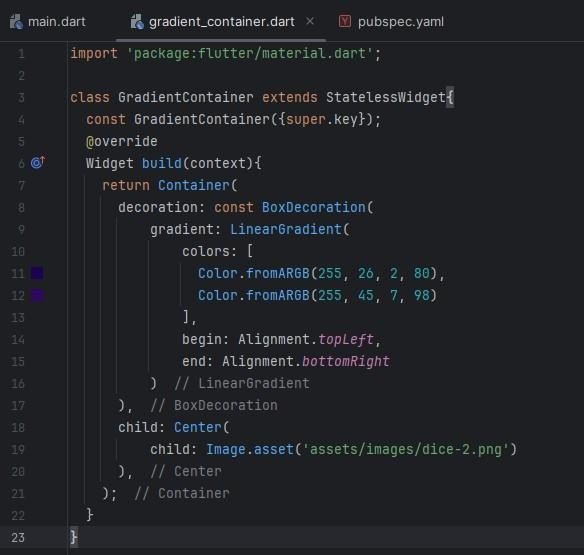 main.dart gradient_container.dart pubspec.yaml
1 import 'package:flutter/material.dart';
2
3 class GradientContainer extends StatelessWidget{
4 const GradientContainer({super.key});
5 @override
6 Widget build(context){
7 return Container(
8 decoration: const BoxDecoration(
9 gradient: LinearGradient(
10 colors: [
11 Color.fromARGB(255, 26, 2, 80),
12 Color.fromARGB(255, 45, 7, 98)
13 ],
14 begin: Alignment.topLeft,
15 end: Alignment.bottomRight
16 ) // LinearGradient
17 ), // BoxDecoration
18 child: Center(
19 child: Image.asset('assets/images/dice-2.png')
20 ), // Center
21 ); // Container
22 }
23 }